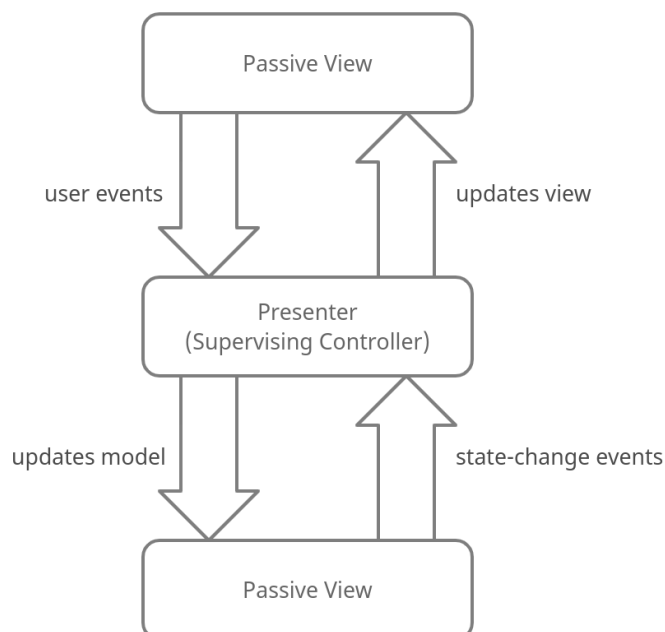 Passive View
user events
updates view
Presenter
(Supervising Controller)
updates model
state-change events
Passive View